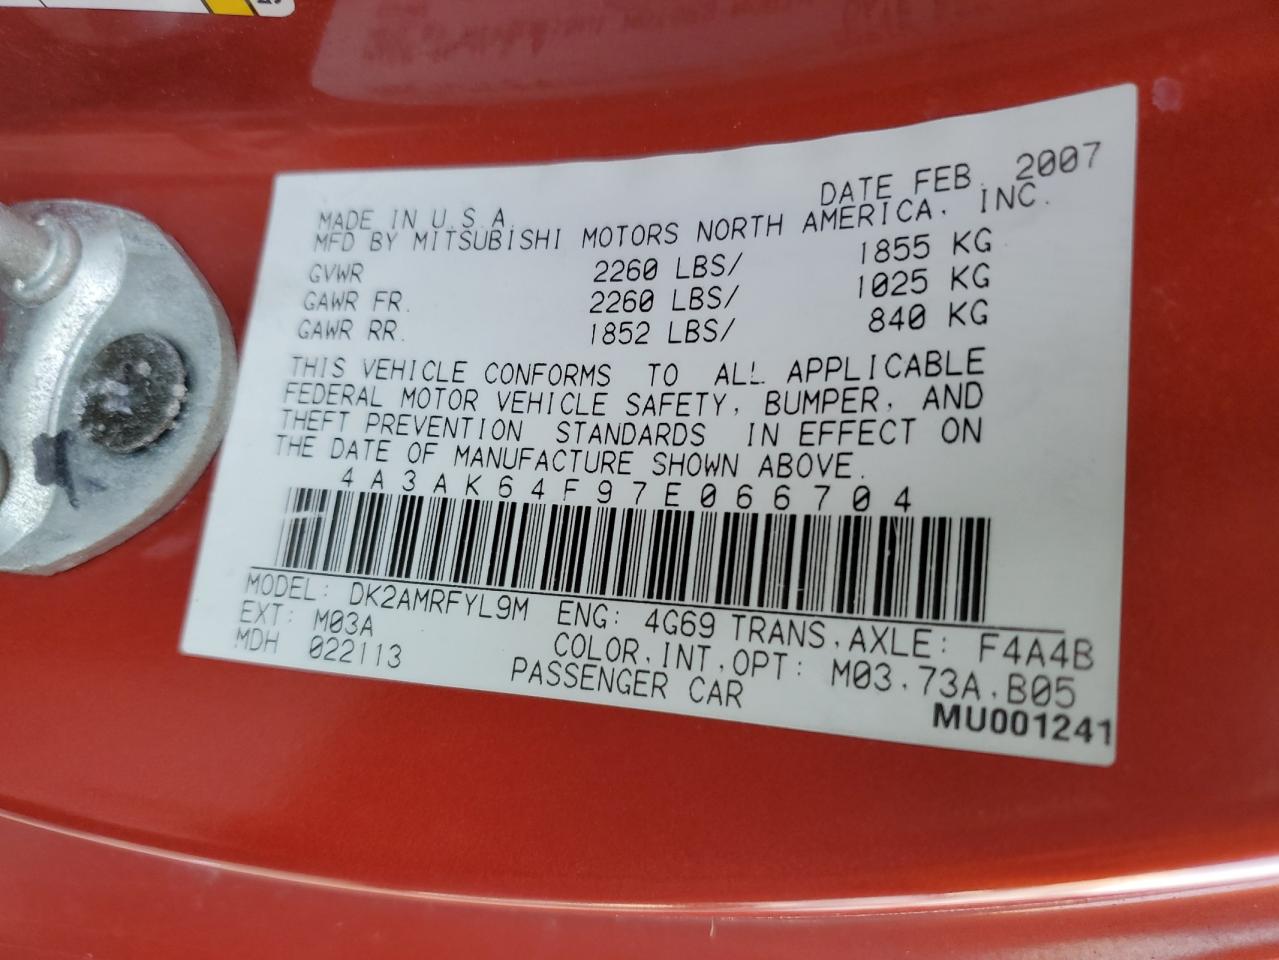 DATE FEB. 2007
MADE IN U.S.A.
MFD BY MITSUBISHI MOTORS NORTH AMERICA, INC.
GVWR 2260 LBS/ 1855 KG
GAWR FR. 2260 LBS/ 1025 KG
GAWR RR. 1852 LBS/ 840 KG
THIS VEHICLE CONFORMS TO ALL APPLICABLE
FEDERAL MOTOR VEHICLE SAFETY, BUMPER, AND
THEFT PREVENTION STANDARDS IN EFFECT ON
THE DATE OF MANUFACTURE SHOWN ABOVE.
4A3AK64F97E066704
MODEL: DK2AMRFYL9M ENG: 4G69 TRANS,AXLE: F4A4B
EXT: M03A COLOR,INT,OPT: M03,73A,B05
MDH 022113 PASSENGER CAR
MU001241